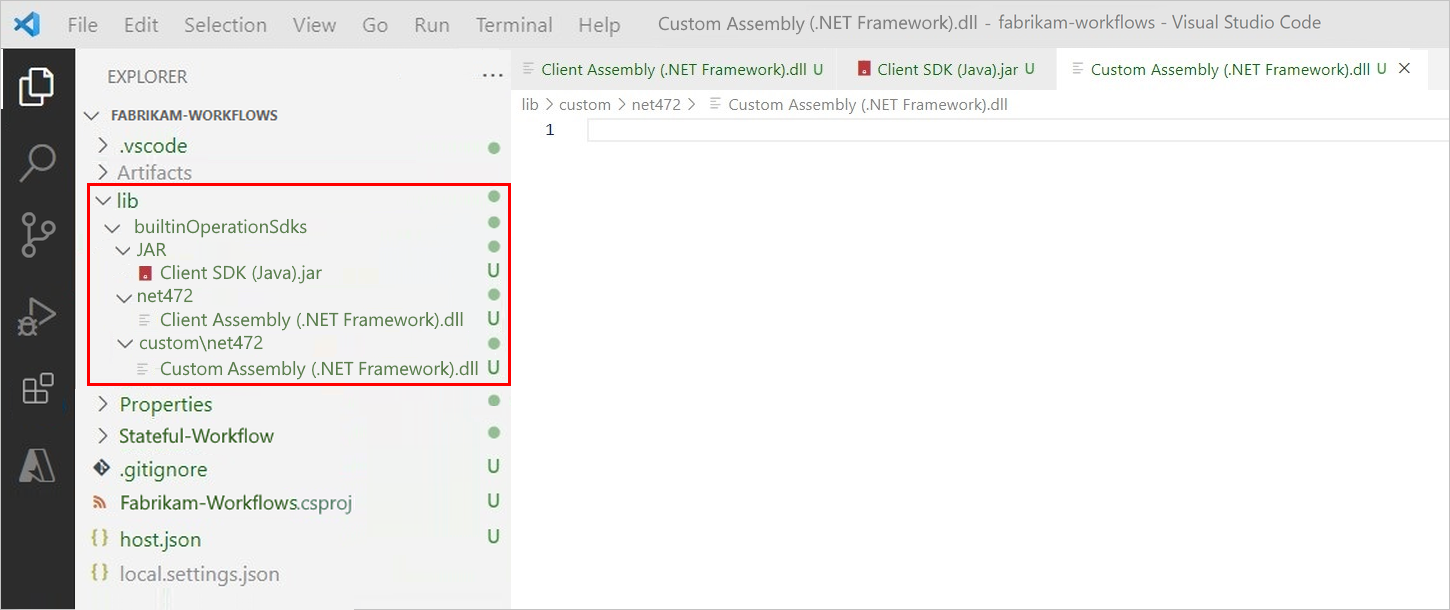 File Edit Selection View Go Run Terminal Help Custom Assembly (.NET Framework).dll - fabrikam-workflows - Visual Studio Code
EXPLORER ···
Client Assembly (.NET Framework).dll U Client SDK (Java).jar U Custom Assembly (.NET Framework).dll U
lib > custom > net472 > Custom Assembly (.NET Framework).dll
1
FABRIKAM-WORKFLOWS
.vscode
Artifacts
lib
builtinOperationSdks
JAR
Client SDK (Java).jar U
net472
Client Assembly (.NET Framework).dll U
custom\net472
Custom Assembly (.NET Framework).dll U
Properties
Stateful-Workflow
.gitignore U
Fabrikam-Workflows.csproj U
{} host.json U
{} local.settings.json